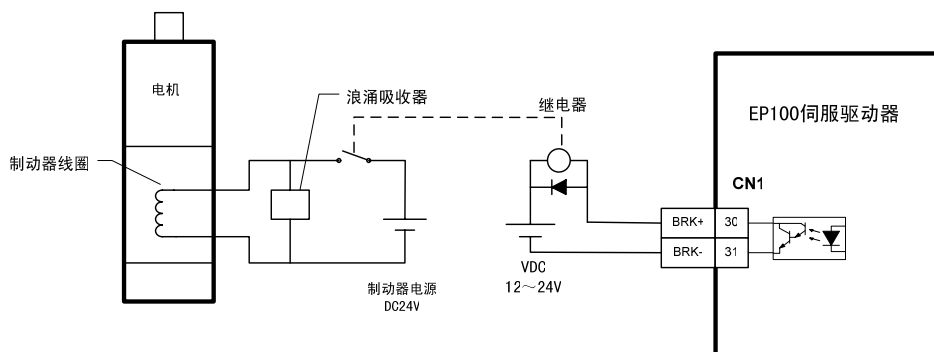 电机
浪涌吸收器
继电器
EP100伺服驱动器
制动器线圈
CN1
BRK+
30
BRK-
31
VDC
12～24V
制动器电源
DC24V